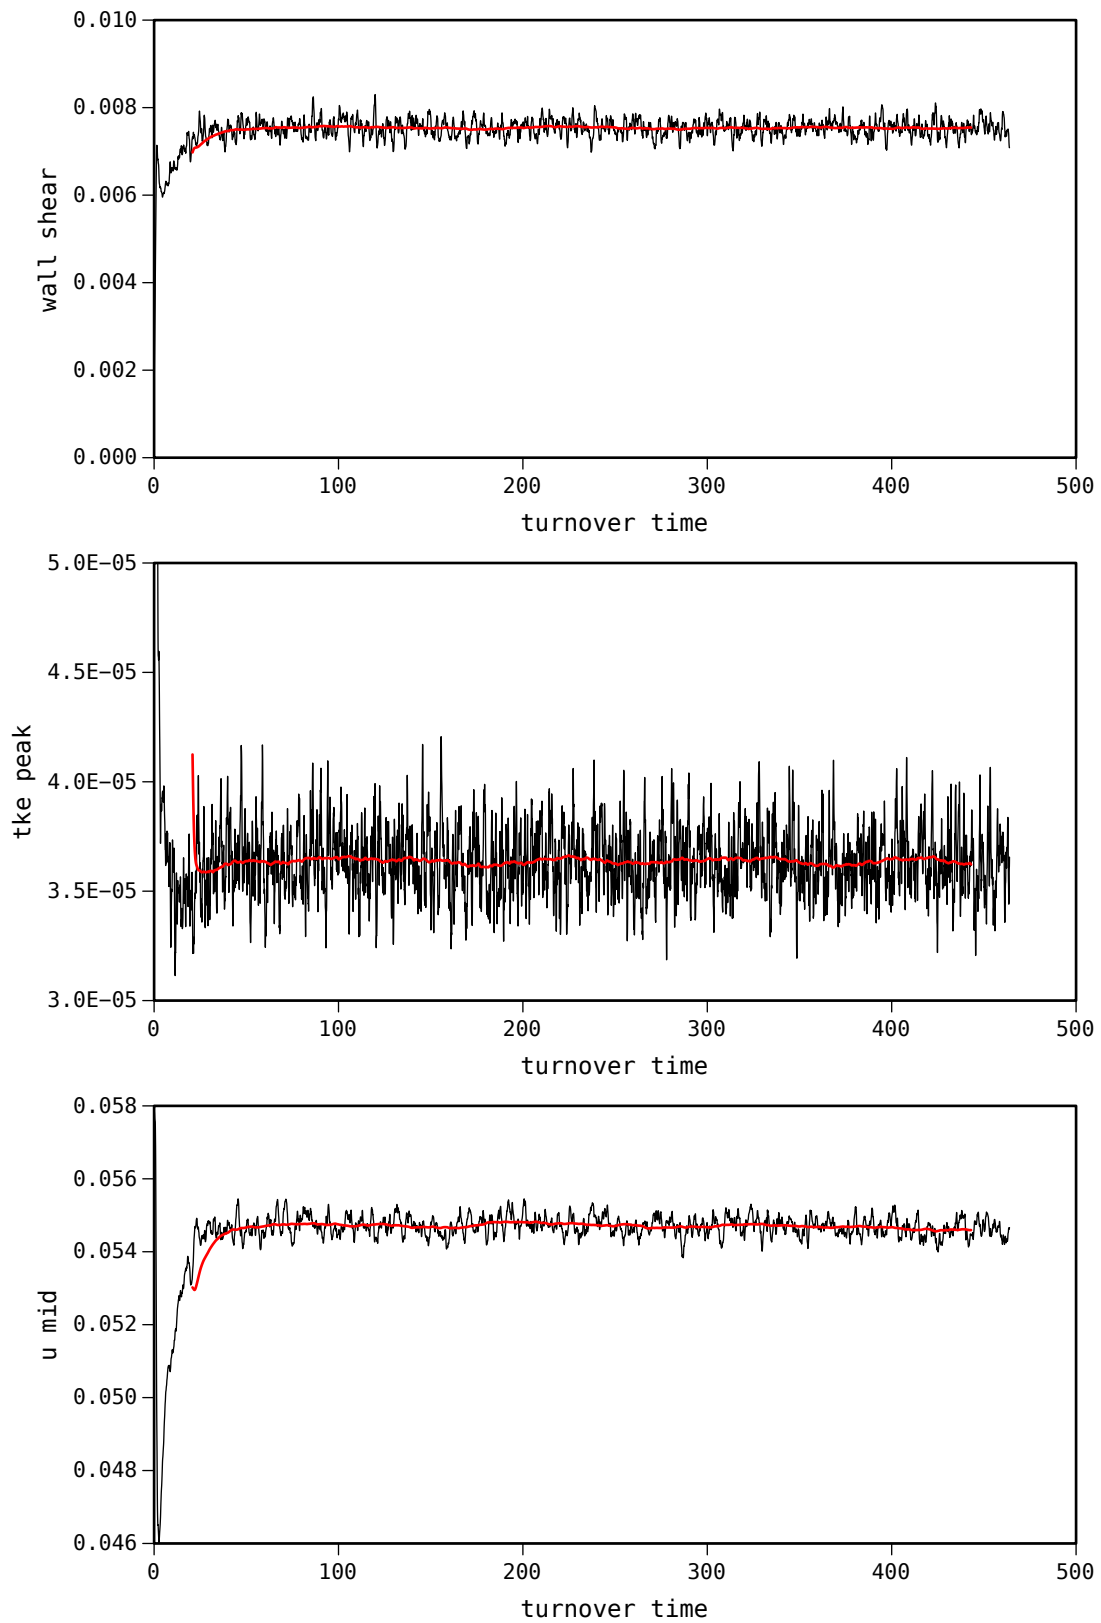 0.010
0.008
0.006
0.004
0.002
0.000
wall shear
0 100 200 300 400 500
turnover time
5.0E−05
4.5E−05
4.0E−05
3.5E−05
3.0E−05
tke peak
0 100 200 300 400 500
turnover time
0.058
0.056
0.054
0.052
0.050
0.048
0.046
u mid
0 100 200 300 400 500
turnover time